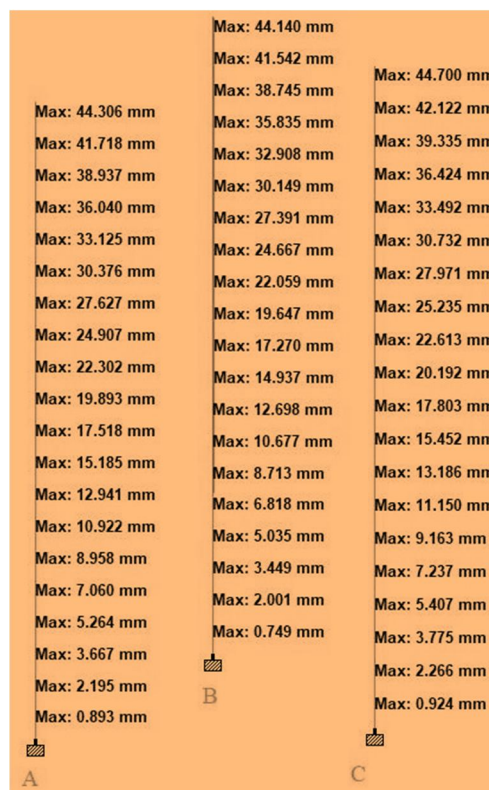 Max: 44.306 mm
Max: 41.718 mm
Max: 38.937 mm
Max: 36.040 mm
Max: 33.125 mm
Max: 30.376 mm
Max: 27.627 mm
Max: 24.907 mm
Max: 22.302 mm
Max: 19.893 mm
Max: 17.518 mm
Max: 15.185 mm
Max: 12.941 mm
Max: 10.922 mm
Max: 8.958 mm
Max: 7.060 mm
Max: 5.264 mm
Max: 3.667 mm
Max: 2.195 mm
Max: 0.893 mm
A
Max: 44.140 mm
Max: 41.542 mm
Max: 38.745 mm
Max: 35.835 mm
Max: 32.908 mm
Max: 30.149 mm
Max: 27.391 mm
Max: 24.667 mm
Max: 22.059 mm
Max: 19.647 mm
Max: 17.270 mm
Max: 14.937 mm
Max: 12.698 mm
Max: 10.677 mm
Max: 8.713 mm
Max: 6.818 mm
Max: 5.035 mm
Max: 3.449 mm
Max: 2.001 mm
Max: 0.749 mm
B
Max: 44.700 mm
Max: 42.122 mm
Max: 39.335 mm
Max: 36.424 mm
Max: 33.492 mm
Max: 30.732 mm
Max: 27.971 mm
Max: 25.235 mm
Max: 22.613 mm
Max: 20.192 mm
Max: 17.803 mm
Max: 15.452 mm
Max: 13.186 mm
Max: 11.150 mm
Max: 9.163 mm
Max: 7.237 mm
Max: 5.407 mm
Max: 3.775 mm
Max: 2.266 mm
Max: 0.924 mm
C